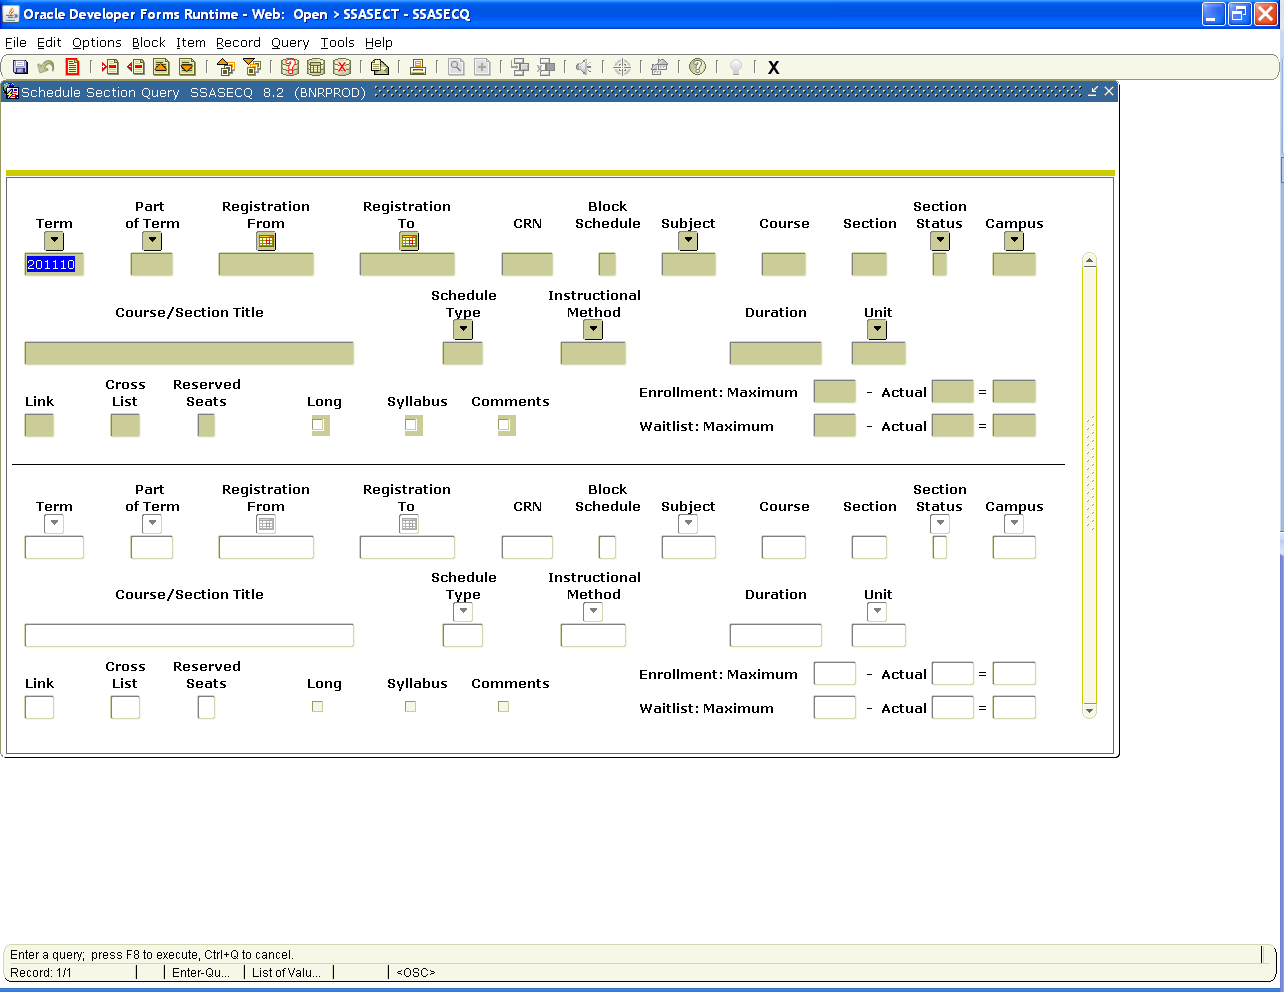 Oracle Developer Forms Runtime - Web:  Open > SSASECT - SSASECQ
File Edit Options Block Item Record Query Tools Help
X
Schedule Section Query  SSASECQ  8.2  (BNRPROD)
Term Part of Term Registration From Registration To CRN Block Schedule Subject Course Section Section Status Campus
201110
Course/Section Title Schedule Type Instructional Method Duration Unit
Link Cross List Reserved Seats Long Syllabus Comments
Enrollment: Maximum - Actual =
Waitlist: Maximum - Actual =
Term Part of Term Registration From Registration To CRN Block Schedule Subject Course Section Section Status Campus
Course/Section Title Schedule Type Instructional Method Duration Unit
Link Cross List Reserved Seats Long Syllabus Comments
Enrollment: Maximum - Actual =
Waitlist: Maximum - Actual =
Enter a query;  press F8 to execute, Ctrl+Q to cancel.
Record: 1/1 Enter-Qu... List of Valu... <OSC>